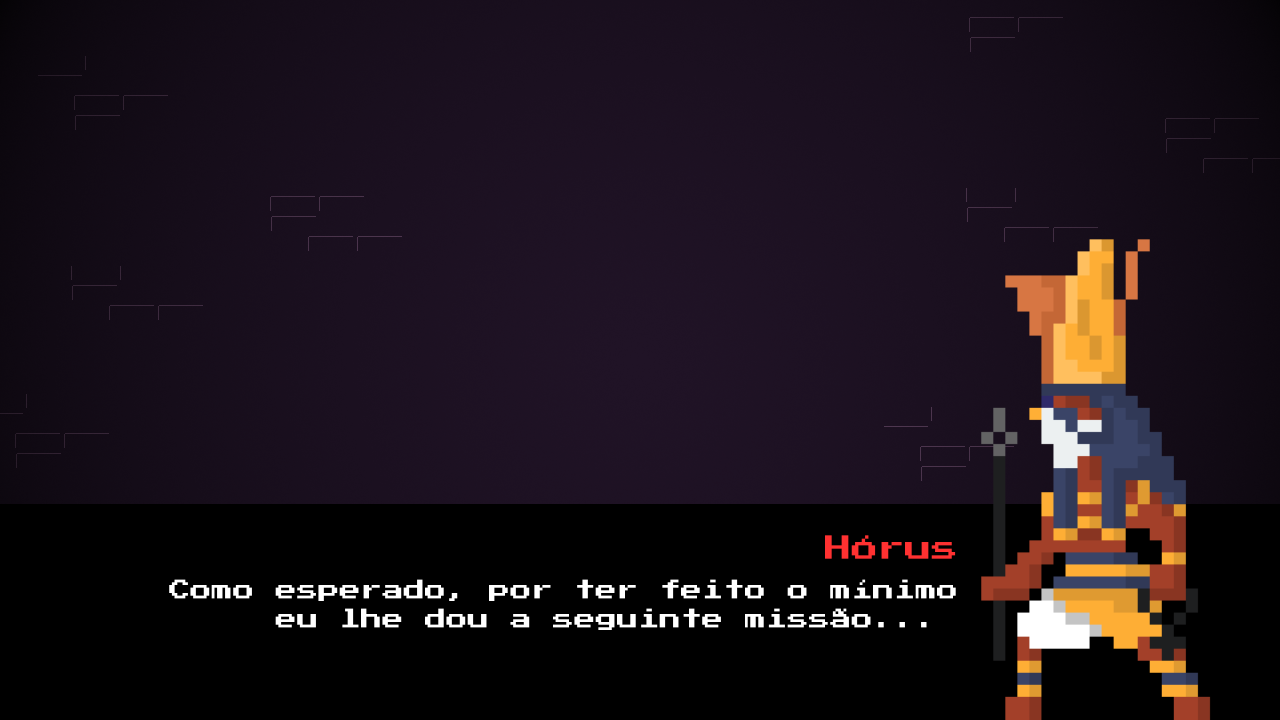 Hórus
Como esperado, por ter feito o mínimo
eu lhe dou a seguinte missão...